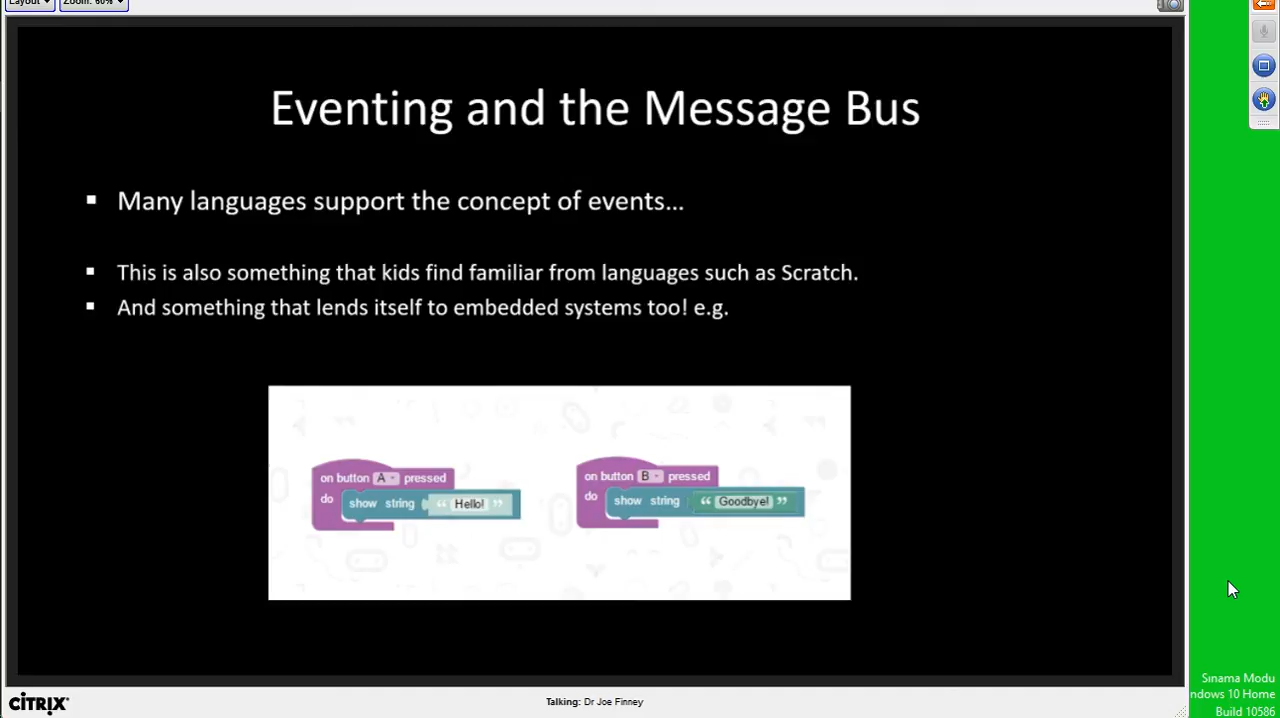 Layout
Zoom: 60%
Eventing and the Message Bus
▪ Many languages support the concept of events...
▪ This is also something that kids find familiar from languages such as Scratch.
▪ And something that lends itself to embedded systems too! e.g.
on button A pressed
do show string “ Hello! ”
on button B pressed
do show string “ Goodbye! ”
CİTRIX®
Talking: Dr Joe Finney
Sınama Modu
ndows 10 Home
Build 10586